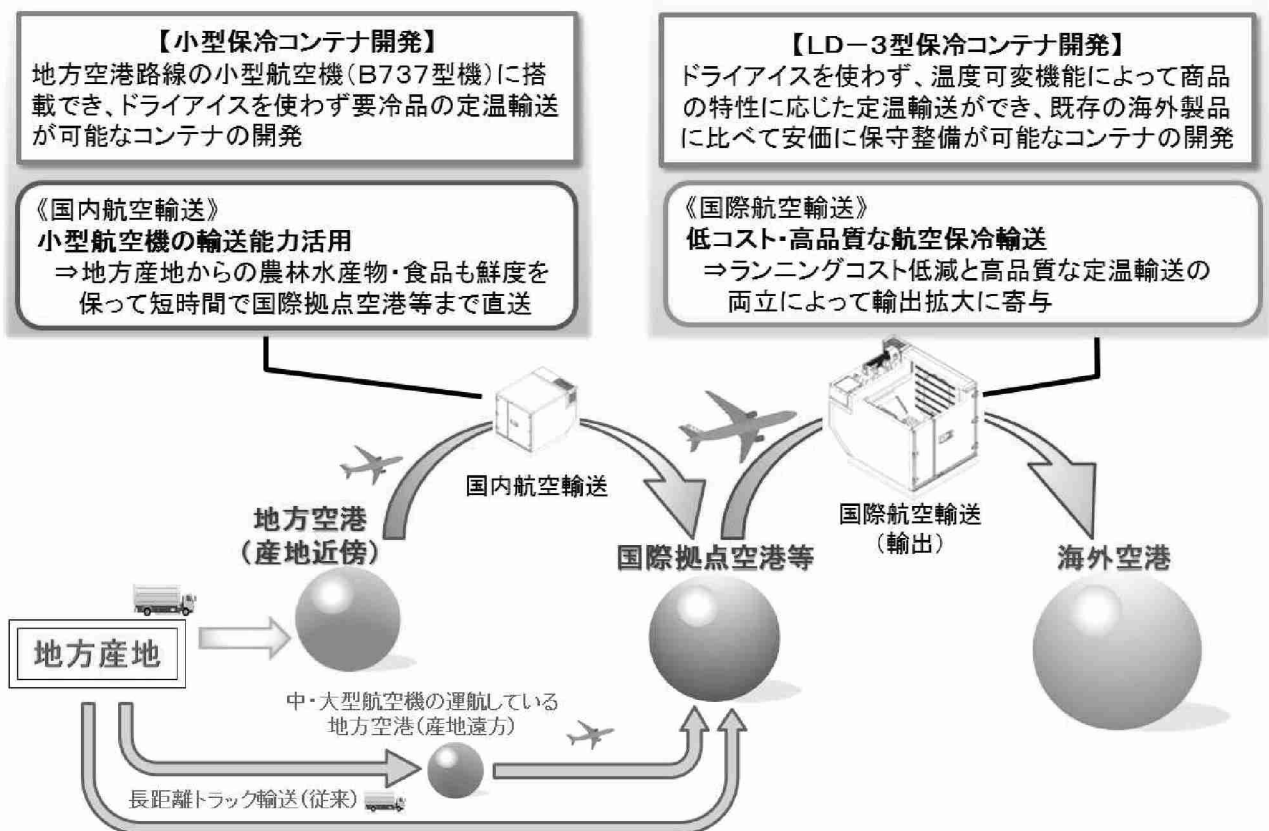 【小型保冷コンテナ開発】
地方空港路線の小型航空機(B737型機)に搭
載でき、ドライアイスを使わず要冷品の定温輸送
が可能なコンテナの開発
《国内航空輸送》
小型航空機の輸送能力活用
⇒地方産地からの農林水産物・食品も鮮度を
保って短時間で国際拠点空港等まで直送
【LD-3型保冷コンテナ開発】
ドライアイスを使わず、温度可変機能によって商品
の特性に応じた定温輸送ができ、既存の海外製品
に比べて安価に保守整備が可能なコンテナの開発
《国際航空輸送》
低コスト・高品質な航空保冷輸送
⇒ランニングコスト低減と高品質な定温輸送の
両立によって輸出拡大に寄与
国内航空輸送
国際航空輸送
(輸出)
地方空港
(産地近傍)
国際拠点空港等
海外空港
地方産地
中・大型航空機の運航している
地方空港(産地遠方)
長距離トラック輸送(従来)